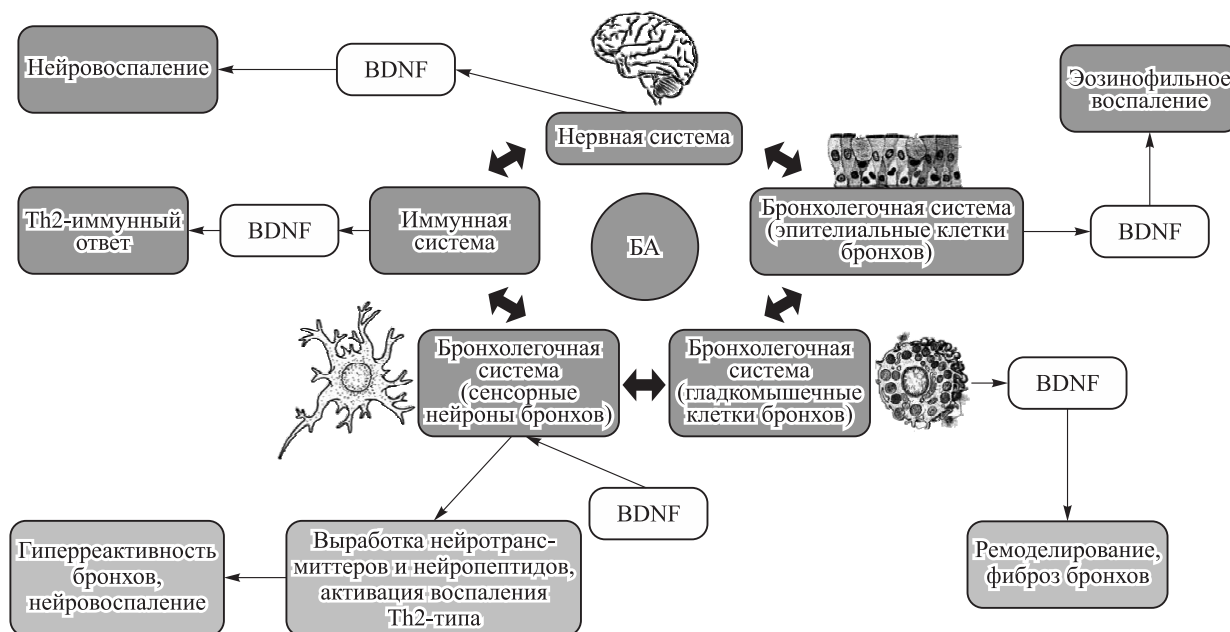 Нейровоспаление
BDNF
Нервная система
Эозинофильное
воспаление
Th2-иммунный
ответ
BDNF
Иммунная
система
БА
Бронхолегочная система
(эпителиальные клетки
бронхов)
BDNF
Бронхолегочная
система
(сенсорные
нейроны бронхов)
Бронхолегочная
система
(гладкомышечные
клетки бронхов)
BDNF
BDNF
Гиперреактивность
бронхов,
нейровоспаление
Выработка нейротранс-
миттеров и нейропептидов,
активация воспаления
Th2-типа
Ремоделирование,
фиброз бронхов